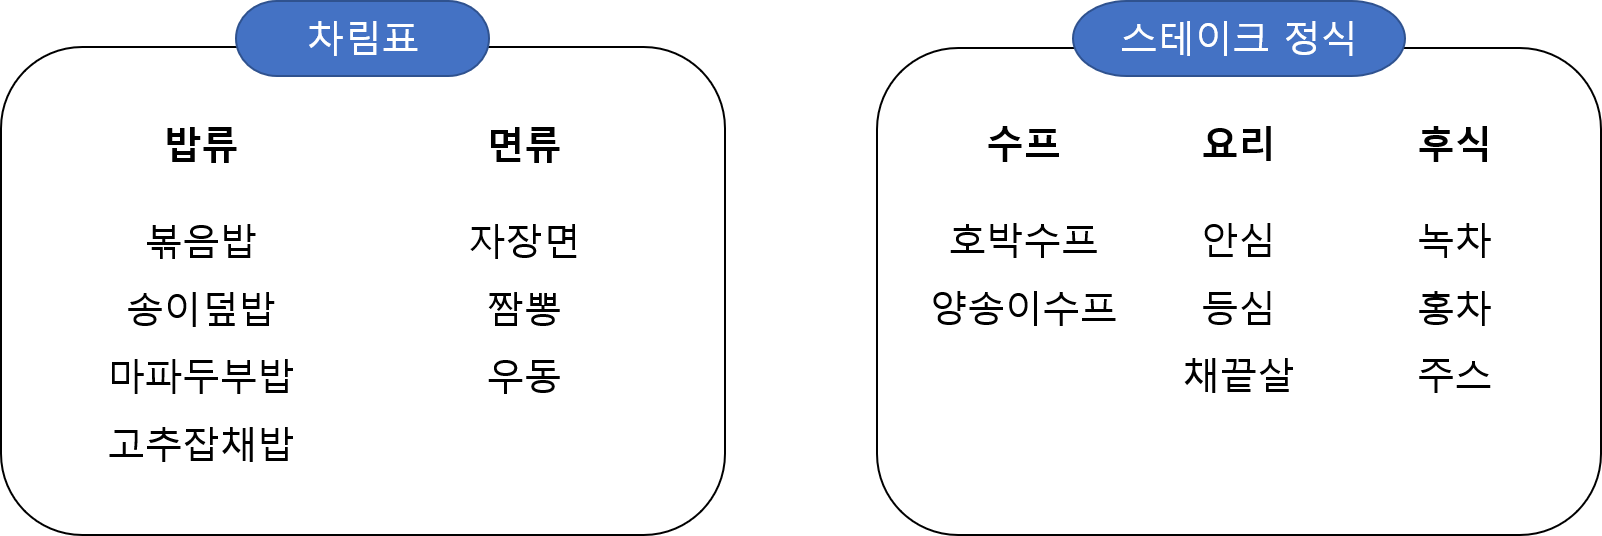 차림표
밥류 면류
볶음밥 자장면
송이덮밥 짬뽕
마파두부밥 우동
고추잡채밥
스테이크 정식
수프 요리 후식
호박수프 안심 녹차
양송이수프 등심 홍차
채끝살 주스